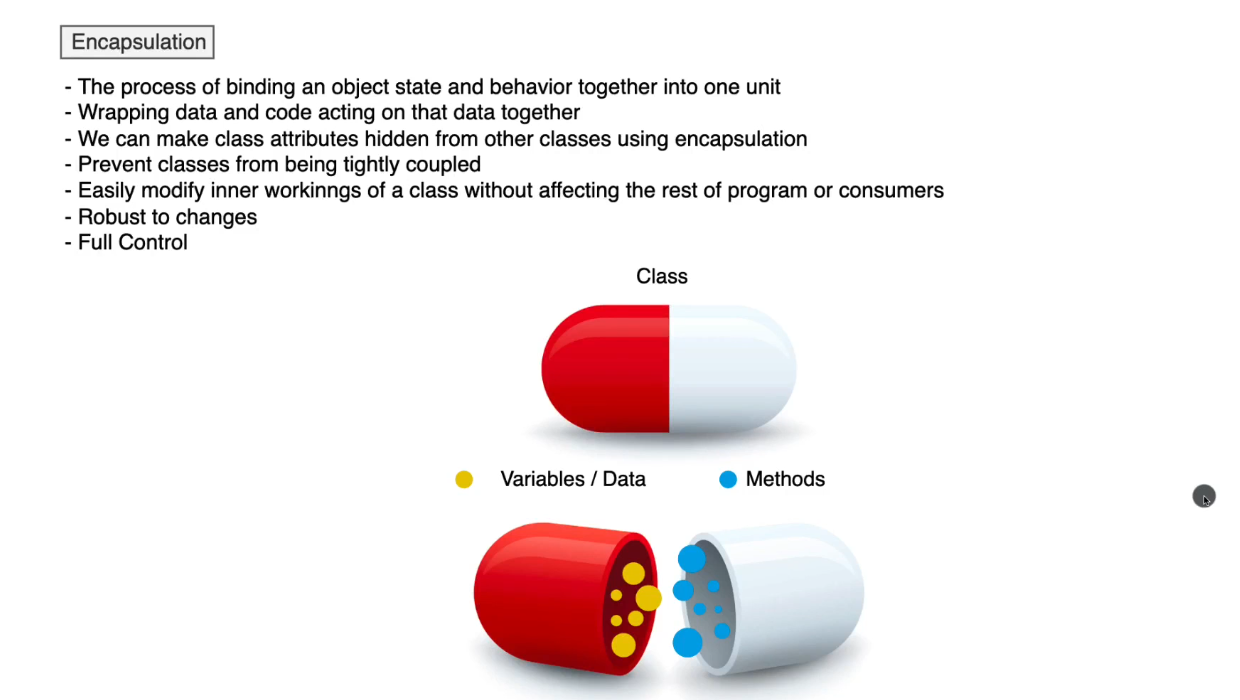 Encapsulation
- The process of binding an object state and behavior together into one unit
- Wrapping data and code acting on that data together
- We can make class attributes hidden from other classes using encapsulation
- Prevent classes from being tightly coupled
- Easily modify inner workinngs of a class without affecting the rest of program or consumers
- Robust to changes
- Full Control
Class
Variables / Data
Methods